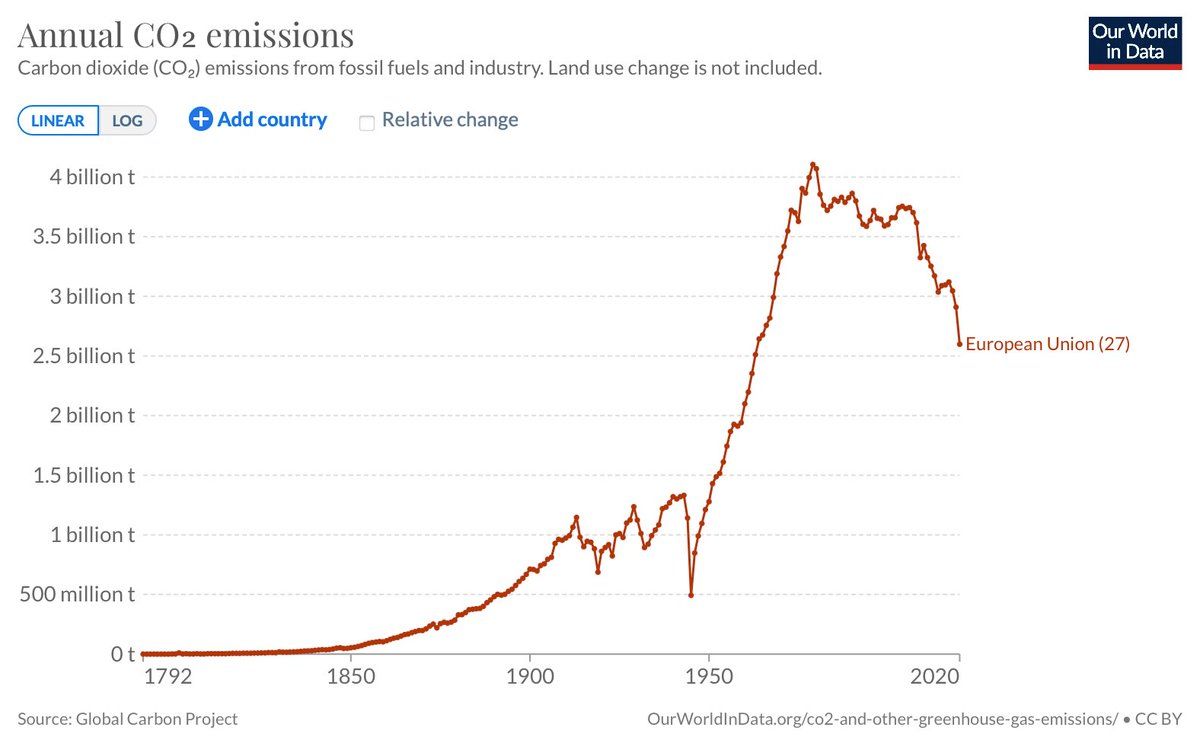 Annual CO2 emissions
Our World
in Data
Carbon dioxide (CO₂) emissions from fossil fuels and industry. Land use change is not included.
LINEAR LOG Add country Relative change
4 billion t
3.5 billion t
3 billion t
2.5 billion t
European Union (27)
2 billion t
1.5 billion t
1 billion t
500 million t
0 t
1792 1850 1900 1950 2020
Source: Global Carbon Project
OurWorldInData.org/co2-and-other-greenhouse-gas-emissions/ • CC BY